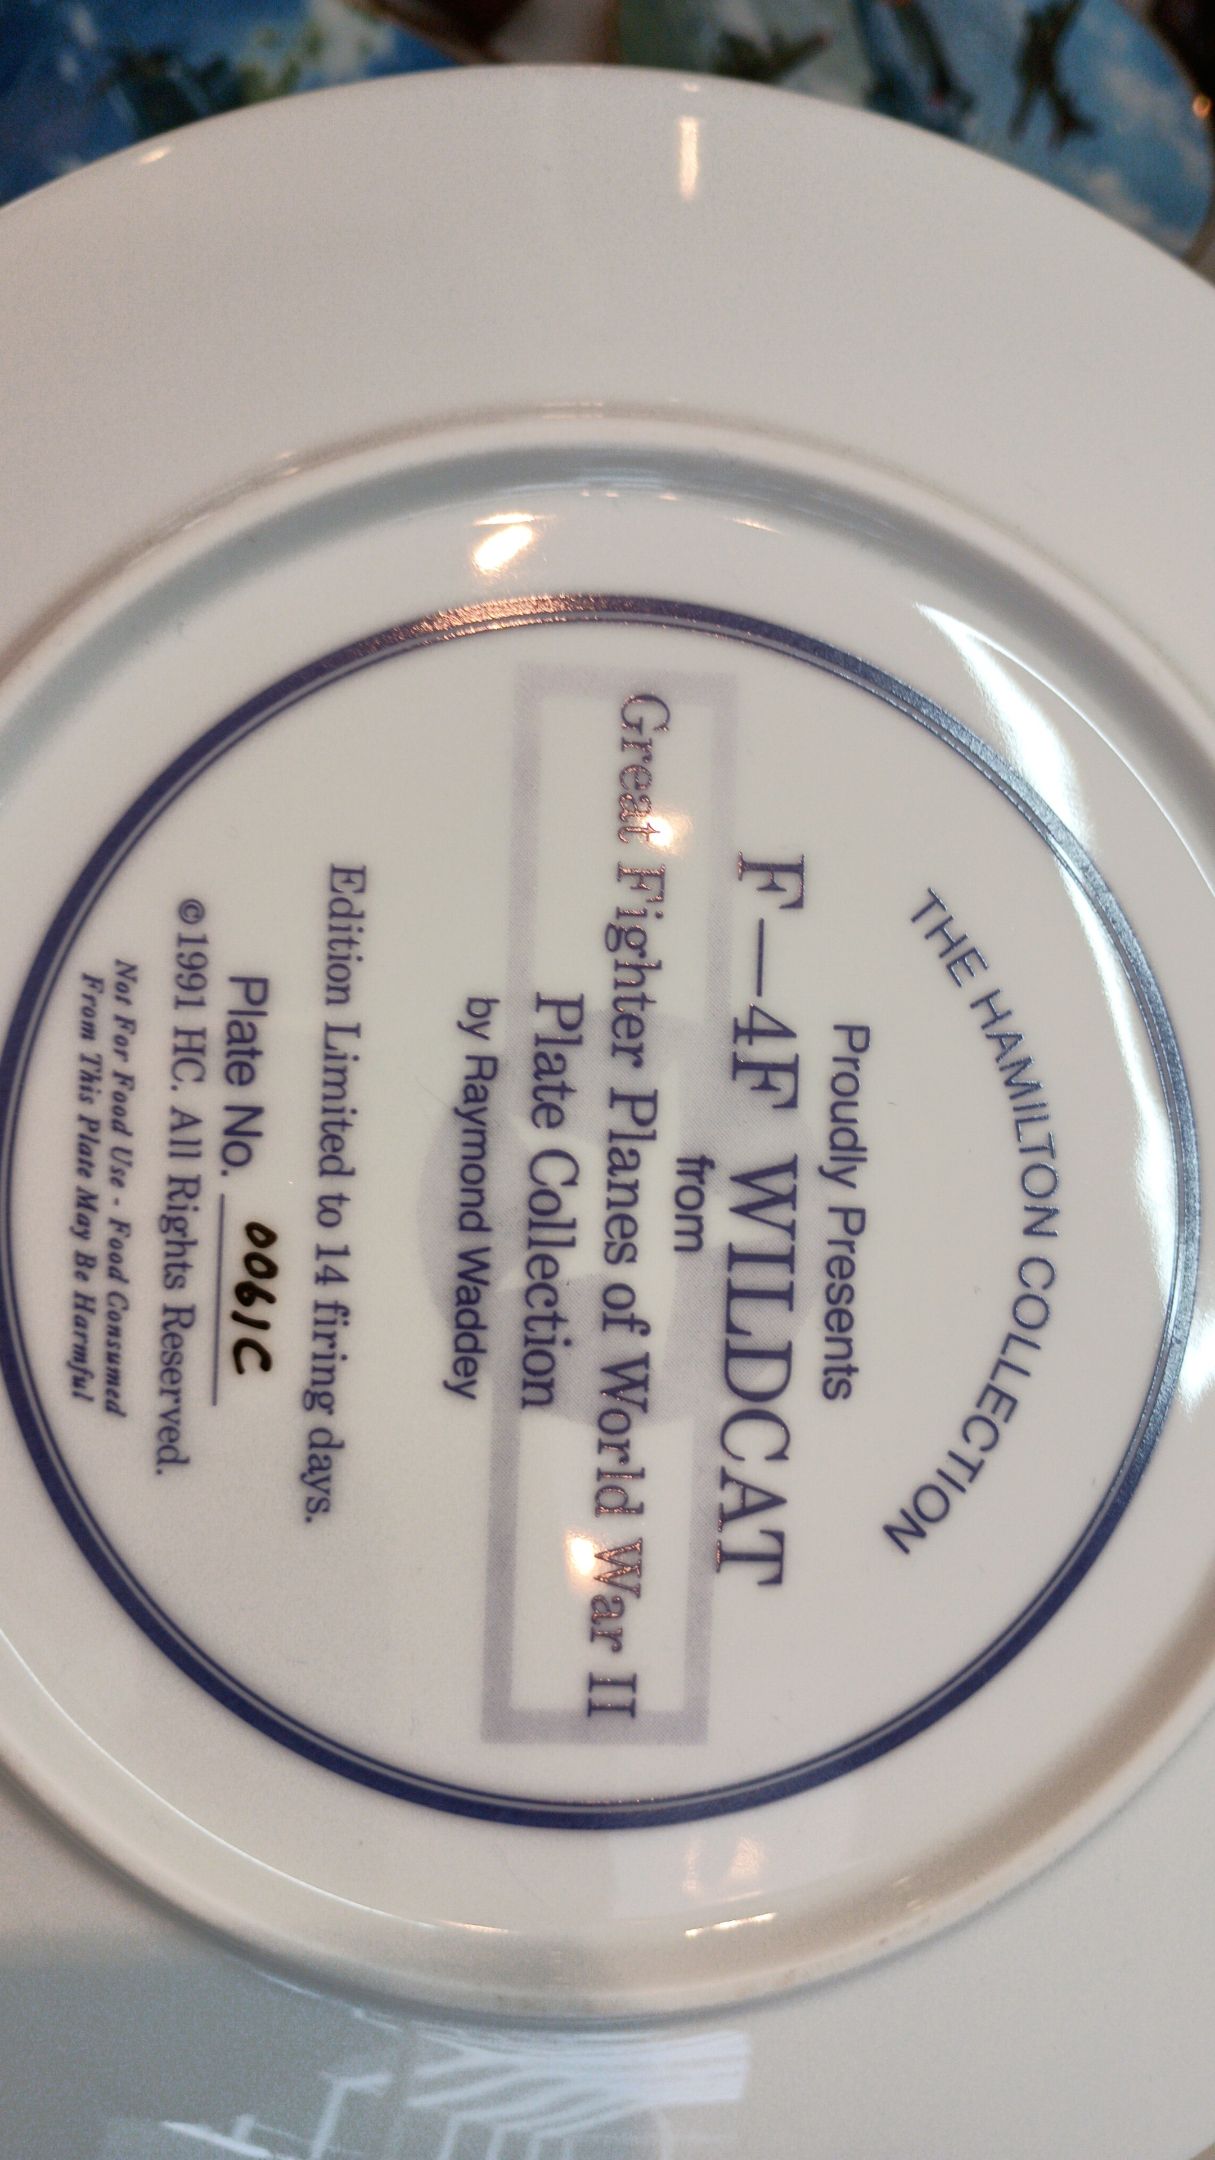 THE HAMILTON COLLECTION
Proudly Presents
F—4F WILDCAT
from
Great Fighter Planes of World War II
Plate Collection
by Raymond Waddey
Edition Limited to 14 firing days.
Plate No. 0061C
©1991 HC. All Rights Reserved.
Not For Food Use - Food Consumed
From This Plate May Be Harmful